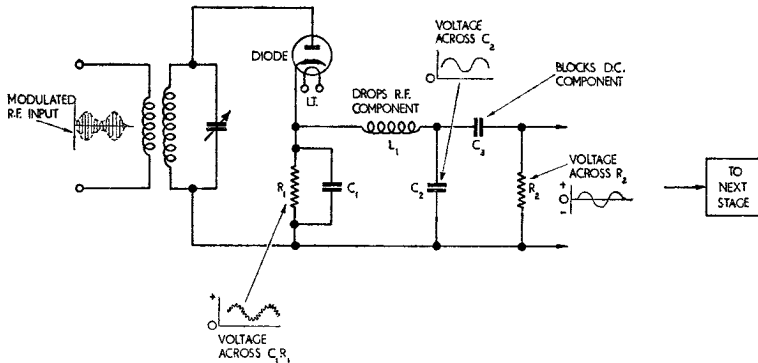 VOLTAGE
ACROSS C₂
O
DIODE
L.T.
BLOCKS D.C.
COMPONENT
DROPS R.F.
COMPONENT
L₁
C₃
MODULATED
R.F. INPUT
R₁
C₁
C₂
R₂
VOLTAGE
ACROSS R₂
+
O
-
TO
NEXT
STAGE
+
O
VOLTAGE
ACROSS C₁R₁